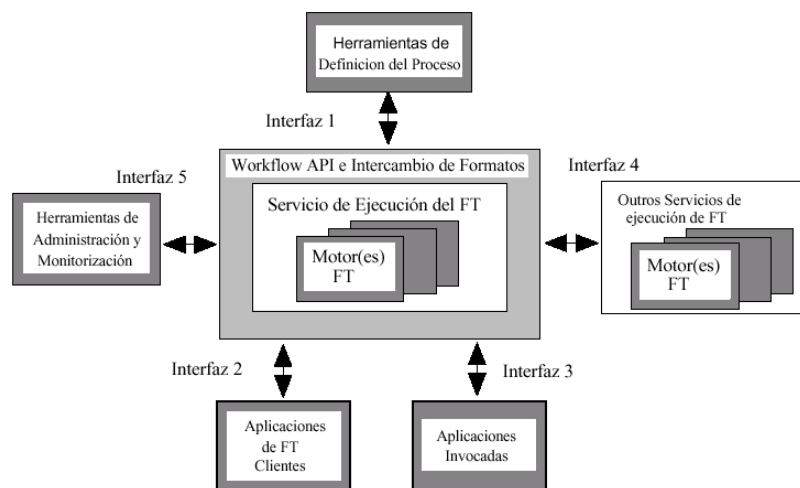 Herramientas de
Definicion del Proceso
Interfaz 1
Workflow API e Intercambio de Formatos
Interfaz 4
Interfaz 5
Servicio de Ejecución del FT
Outros Servicios de
ejecución de FT
Herramientas de
Administración y
Monitorización
Motor(es)
FT
Motor(es)
FT
Interfaz 2
Interfaz 3
Aplicaciones
de FT
Clientes
Aplicaciones
Invocadas